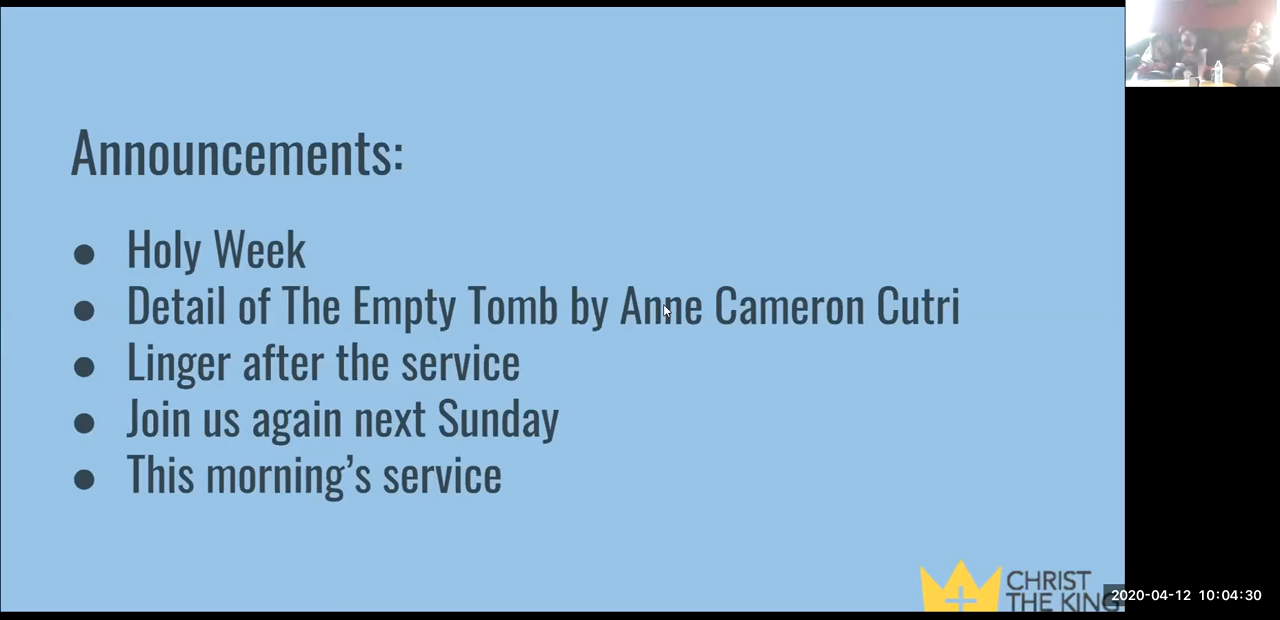 Announcements:
● Holy Week
● Detail of The Empty Tomb by Anne Cameron Cutri
● Linger after the service
● Join us again next Sunday
● This morning’s service
CHRIST
THE KING
2020-04-12 10:04:30